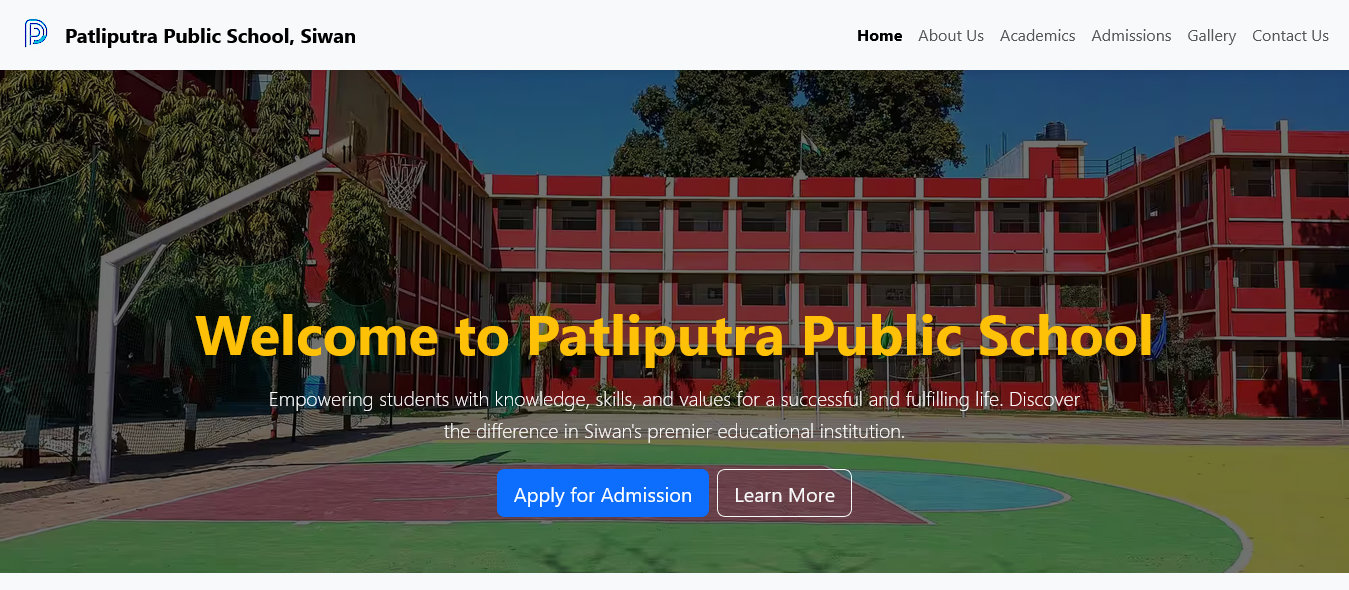 Patliputra Public School, Siwan
Home About Us Academics Admissions Gallery Contact Us
Welcome to Patliputra Public School
Empowering students with knowledge, skills, and values for a successful and fulfilling life. Discover
the difference in Siwan's premier educational institution.
Apply for Admission Learn More